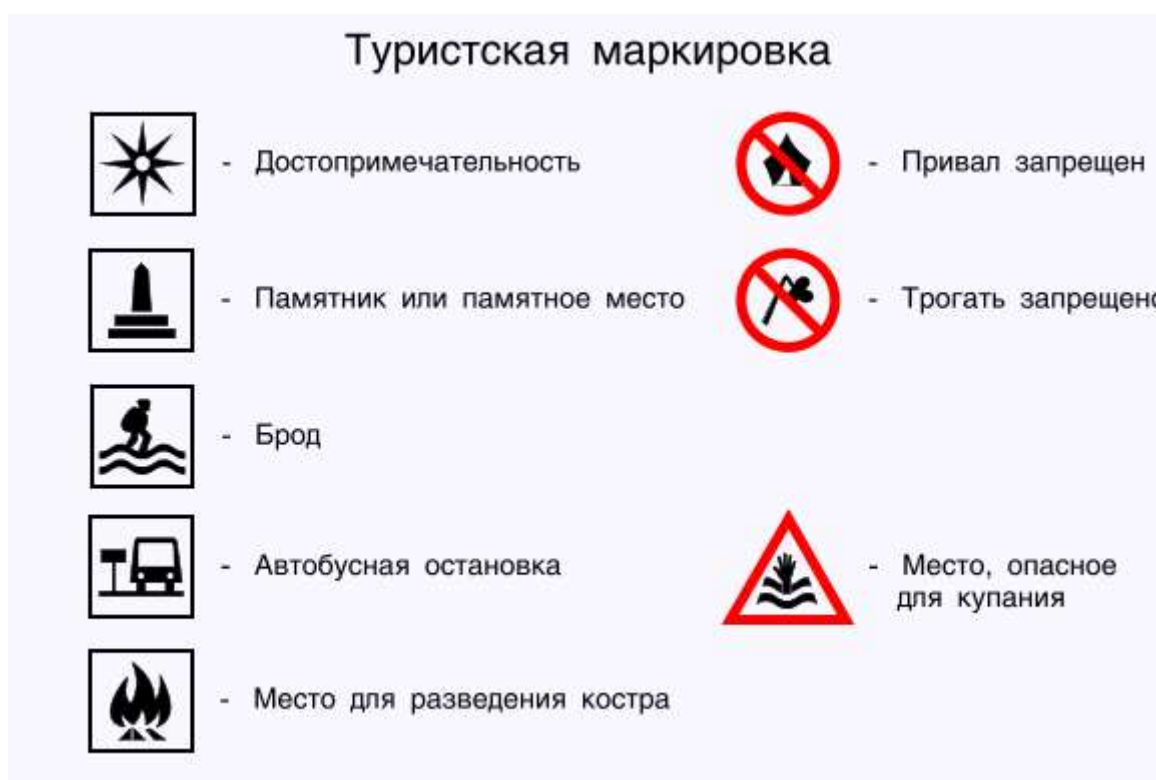 Туристская маркировка
- Достопримечательность
- Привал запрещен
- Памятник или памятное место
- Трогать запрещено
- Брод
- Автобусная остановка
- Место, опасное
для купания
- Место для разведения костра